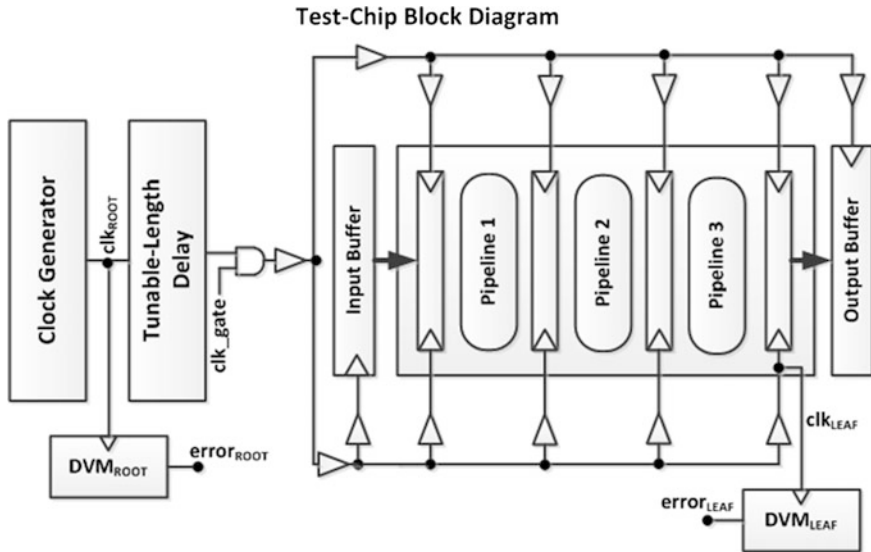 Test-Chip Block Diagram
Clock Generator
clkROOT
Tunable-Length
Delay
clk_gate
Input Buffer
Pipeline 1
Pipeline 2
Pipeline 3
Output Buffer
DVMROOT
errorROOT
clkLEAF
errorLEAF
DVMLEAF